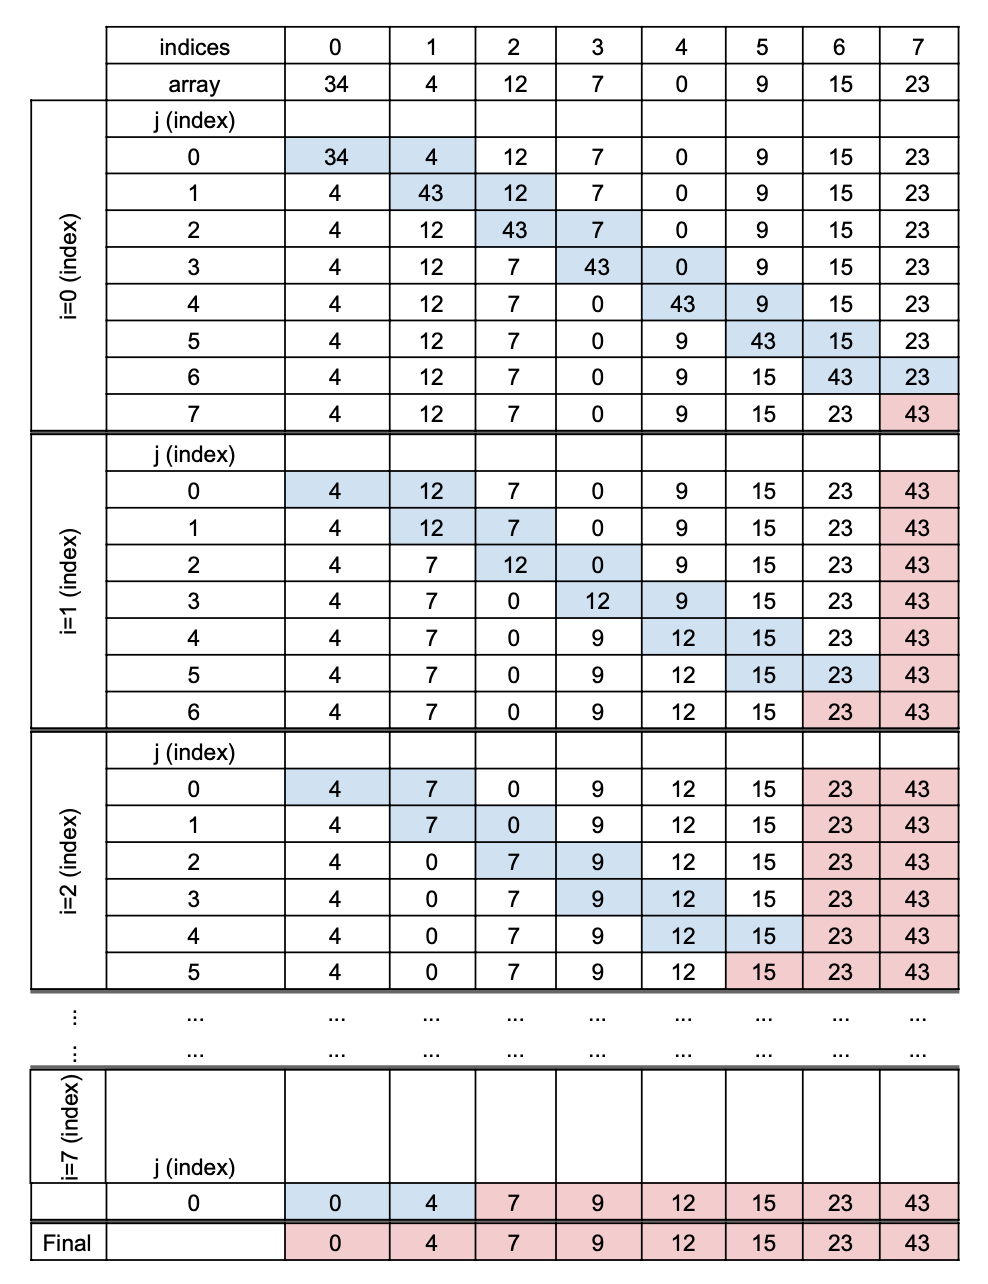 indices 0 1 2 3 4 5 6 7
array 34 4 12 7 0 9 15 23
i=0 (index)
j (index)
0 34 4 12 7 0 9 15 23
1 4 43 12 7 0 9 15 23
2 4 12 43 7 0 9 15 23
3 4 12 7 43 0 9 15 23
4 4 12 7 0 43 9 15 23
5 4 12 7 0 9 43 15 23
6 4 12 7 0 9 15 43 23
7 4 12 7 0 9 15 23 43
i=1 (index)
j (index)
0 4 12 7 0 9 15 23 43
1 4 12 7 0 9 15 23 43
2 4 7 12 0 9 15 23 43
3 4 7 0 12 9 15 23 43
4 4 7 0 9 12 15 23 43
5 4 7 0 9 12 15 23 43
6 4 7 0 9 12 15 23 43
i=2 (index)
j (index)
0 4 7 0 9 12 15 23 43
1 4 7 0 9 12 15 23 43
2 4 0 7 9 12 15 23 43
3 4 0 7 9 12 15 23 43
4 4 0 7 9 12 15 23 43
5 4 0 7 9 12 15 23 43
... ... ... ... ... ... ... ... ... ...
... ... ... ... ... ... ... ... ... ...
i=7 (index)
j (index)
0 0 4 7 9 12 15 23 43
Final 0 4 7 9 12 15 23 43